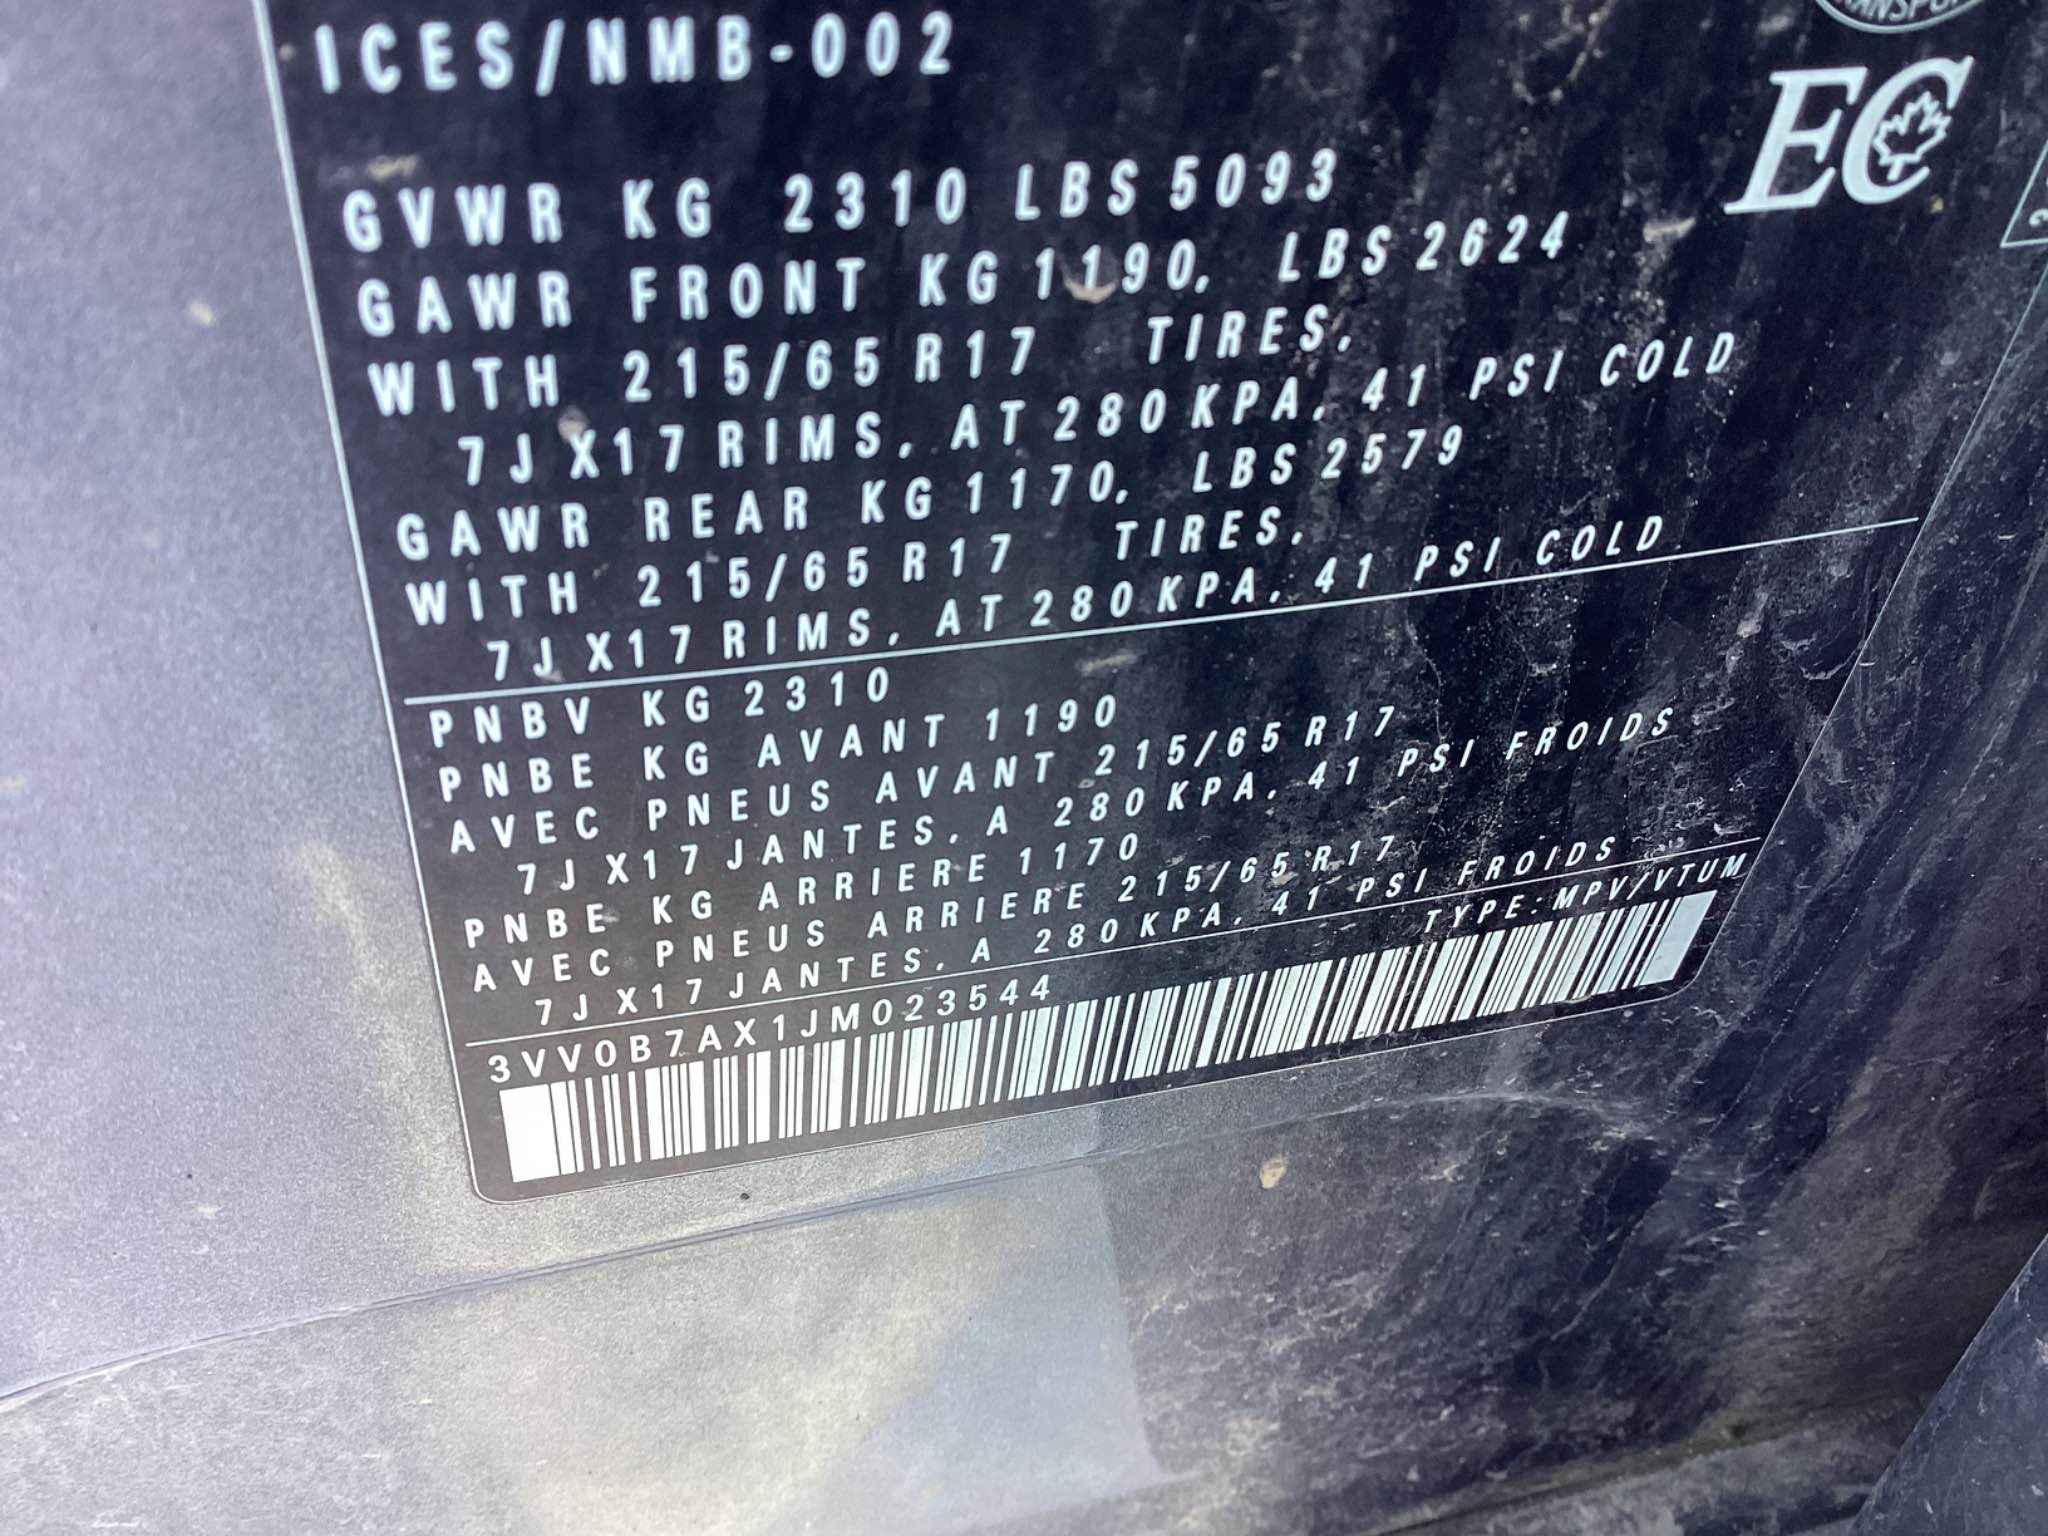 ICES/NMB-002
EC
GVWR KG 2310 LBS 5093
GAWR FRONT KG 1190, LBS 2624
WITH 215/65 R17 TIRES,
7J X17 RIMS, AT 280 KPA, 41 PSI COLD
GAWR REAR KG 1170, LBS 2579
WITH 215/65 R17 TIRES,
7J X17 RIMS, AT 280 KPA, 41 PSI COLD
PNBV KG 2310
PNBE KG AVANT 1190
AVEC PNEUS AVANT 215/65 R17
7J X17 JANTES, A 280 KPA, 41 PSI FROIDS
PNBE KG ARRIERE 1170
AVEC PNEUS ARRIERE 215/65 R17
7J X17 JANTES, A 280 KPA, 41 PSI FROIDS
3VV0B7AX1JM023544 TYPE: MPV/VTUM